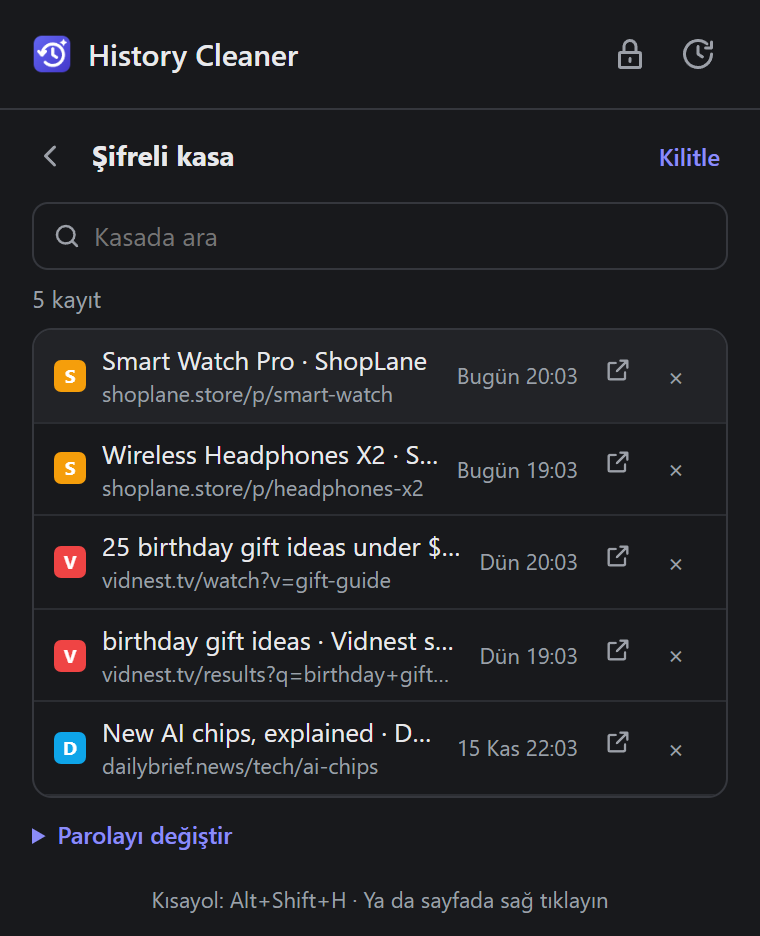 History Cleaner
Şifreli kasa
Kilitle
Kasada ara
5 kayıt
S
Smart Watch Pro · ShopLane
shoplane.store/p/smart-watch
Bugün 20:03
×
S
Wireless Headphones X2 · S...
shoplane.store/p/headphones-x2
Bugün 19:03
×
V
25 birthday gift ideas under $...
vidnest.tv/watch?v=gift-guide
Dün 20:03
×
V
birthday gift ideas · Vidnest s...
vidnest.tv/results?q=birthday+gift...
Dün 19:03
×
D
New AI chips, explained · D...
dailybrief.news/tech/ai-chips
15 Kas 22:03
×
Parolayı değiştir
Kısayol: Alt+Shift+H · Ya da sayfada sağ tıklayın